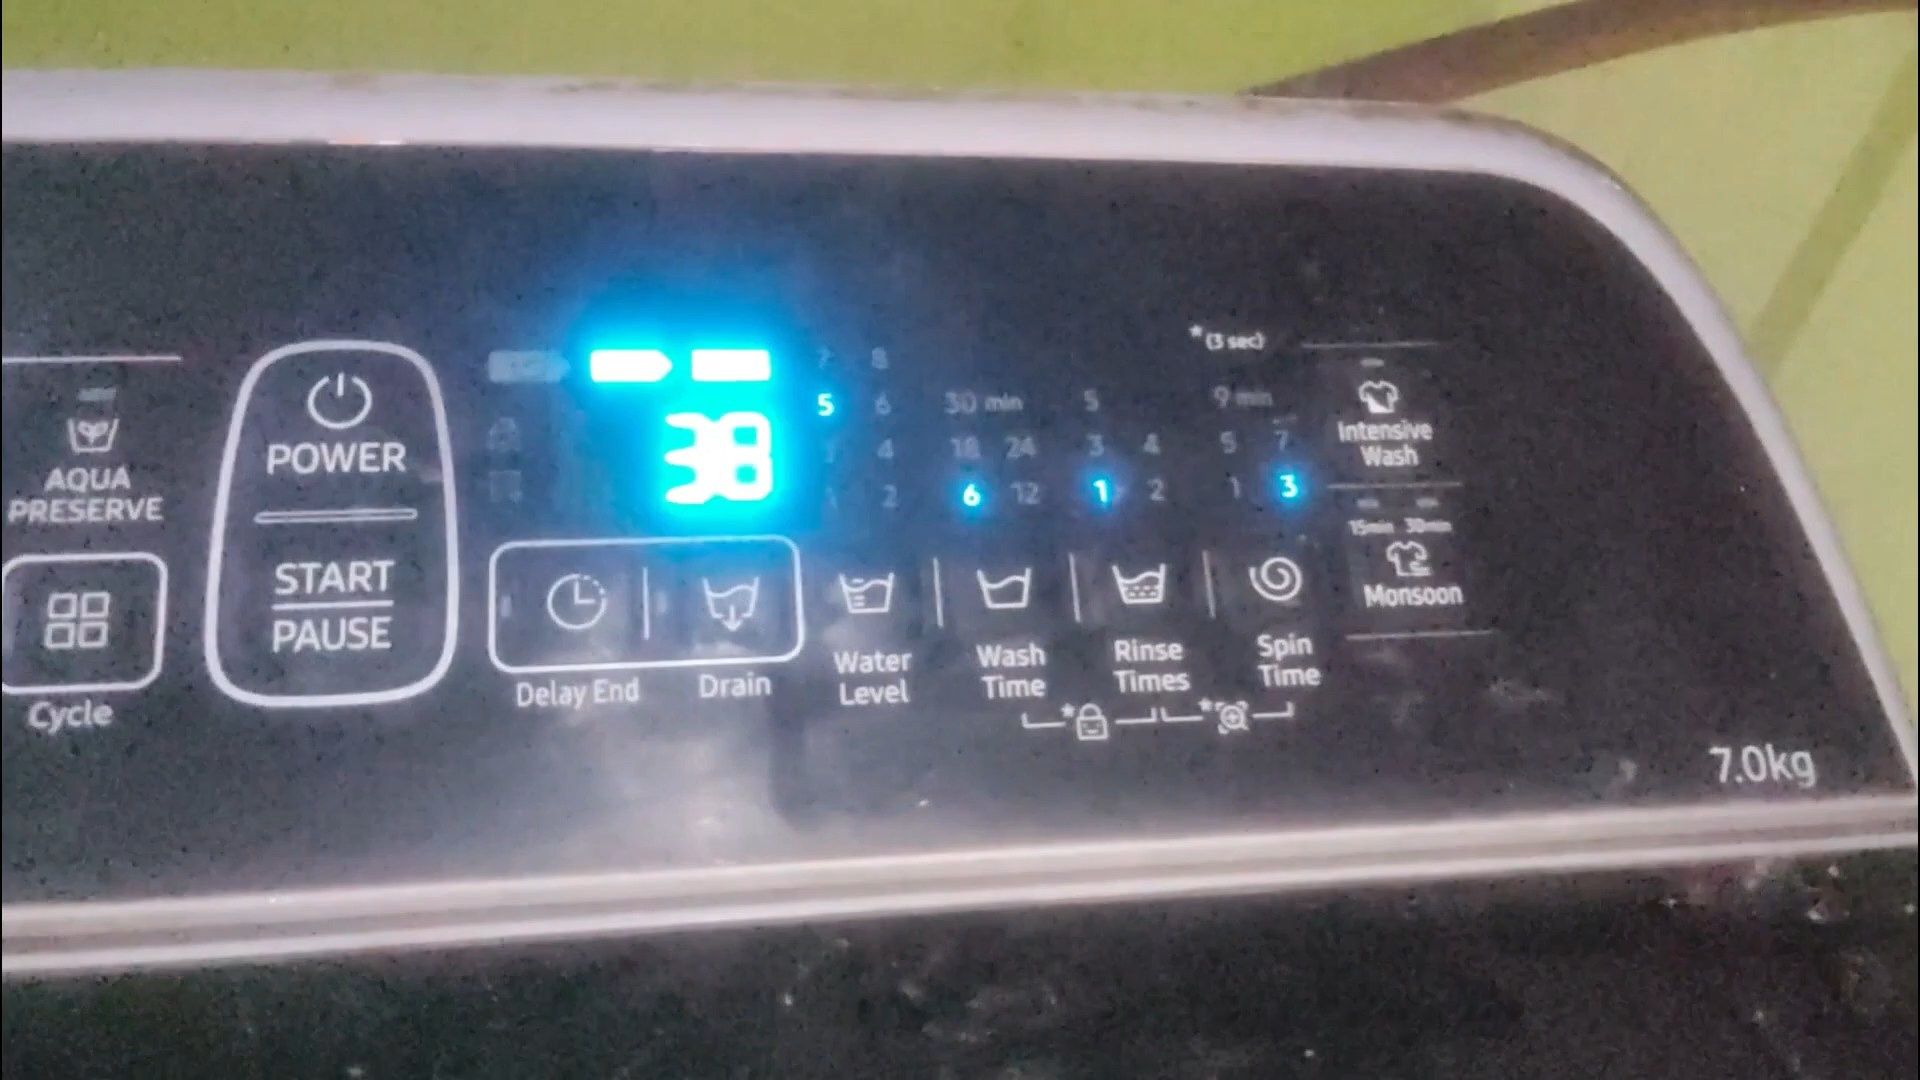 AQUA
PRESERVE
Cycle
POWER
START
PAUSE
38
Delay End
Drain
7 8
5 6
3 4
1 2
Water
Level
30 min
18 24
6 12
Wash
Time
5
3 4
1 2
Rinse
Times
*(3 sec)
9 min
5 7
1 3
Spin
Time
Intensive
Wash
15min 30min
Monsoon
7.0kg